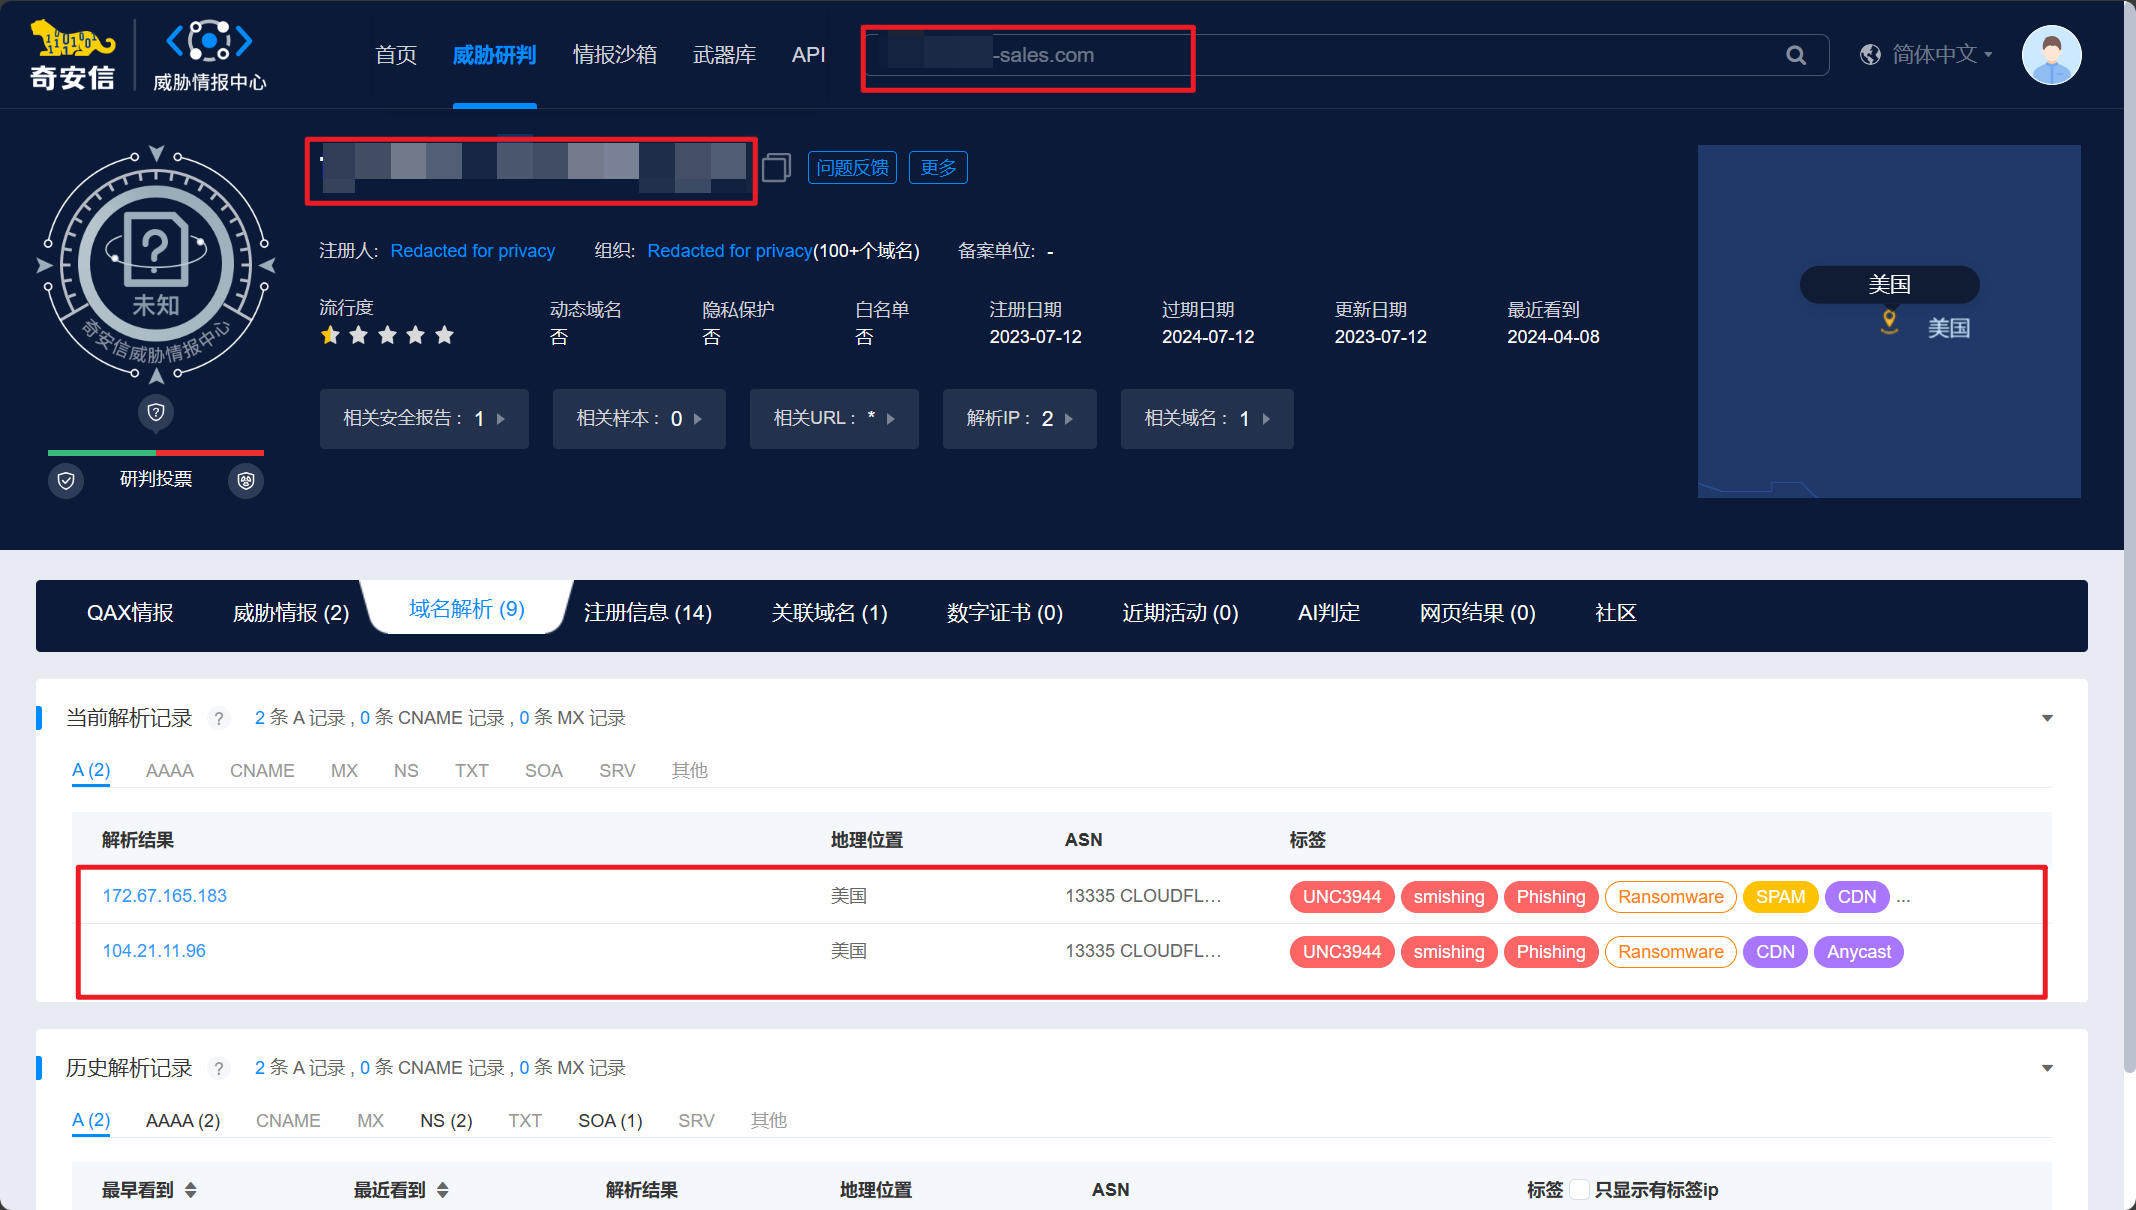 奇安信
威胁情报中心
首页 威胁研判 情报沙箱 武器库 API
-sales.com
简体中文
问题反馈 更多
未知
奇安信威胁情报中心
注册人: Redacted for privacy 组织: Redacted for privacy(100+个域名) 备案单位: -
流行度 动态域名 隐私保护 白名单 注册日期 过期日期 更新日期 最近看到
否 否 否 2023-07-12 2024-07-12 2023-07-12 2024-04-08
美国
美国
相关安全报告: 1 相关样本: 0 相关URL: * 解析IP: 2 相关域名: 1
研判投票
QAX情报 威胁情报 (2) 域名解析 (9) 注册信息 (14) 关联域名 (1) 数字证书 (0) 近期活动 (0) AI判定 网页结果 (0) 社区
当前解析记录 ? 2 条 A 记录 , 0 条 CNAME 记录 , 0 条 MX 记录
A (2) AAAA CNAME MX NS TXT SOA SRV 其他
解析结果 地理位置 ASN 标签
172.67.165.183 美国 13335 CLOUDFL... UNC3944 smishing Phishing Ransomware SPAM CDN ...
104.21.11.96 美国 13335 CLOUDFL... UNC3944 smishing Phishing Ransomware CDN Anycast
历史解析记录 ? 2 条 A 记录 , 0 条 CNAME 记录 , 0 条 MX 记录
A (2) AAAA (2) CNAME MX NS (2) TXT SOA (1) SRV 其他
最早看到 最近看到 解析结果 地理位置 ASN 标签 只显示有标签ip